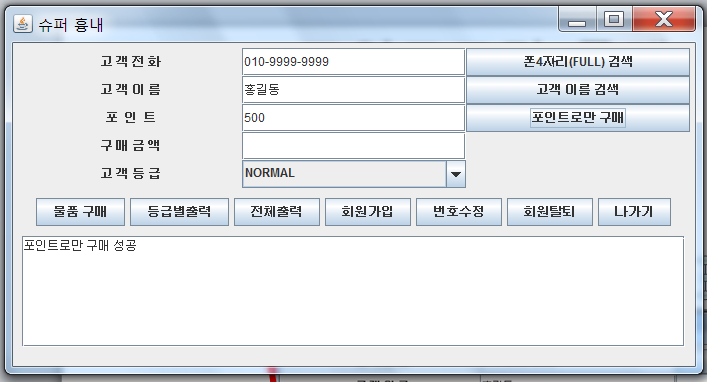 슈퍼 흉내
고객전화 010-9999-9999 폰4자리(FULL) 검색
고객이름 홍길동 고객 이름 검색
포 인 트 500 포인트로만 구매
구매금액
고객등급 NORMAL
물품 구매 등급별출력 전체출력 회원가입 번호수정 회원탈퇴 나가기
포인트로만 구매 성공